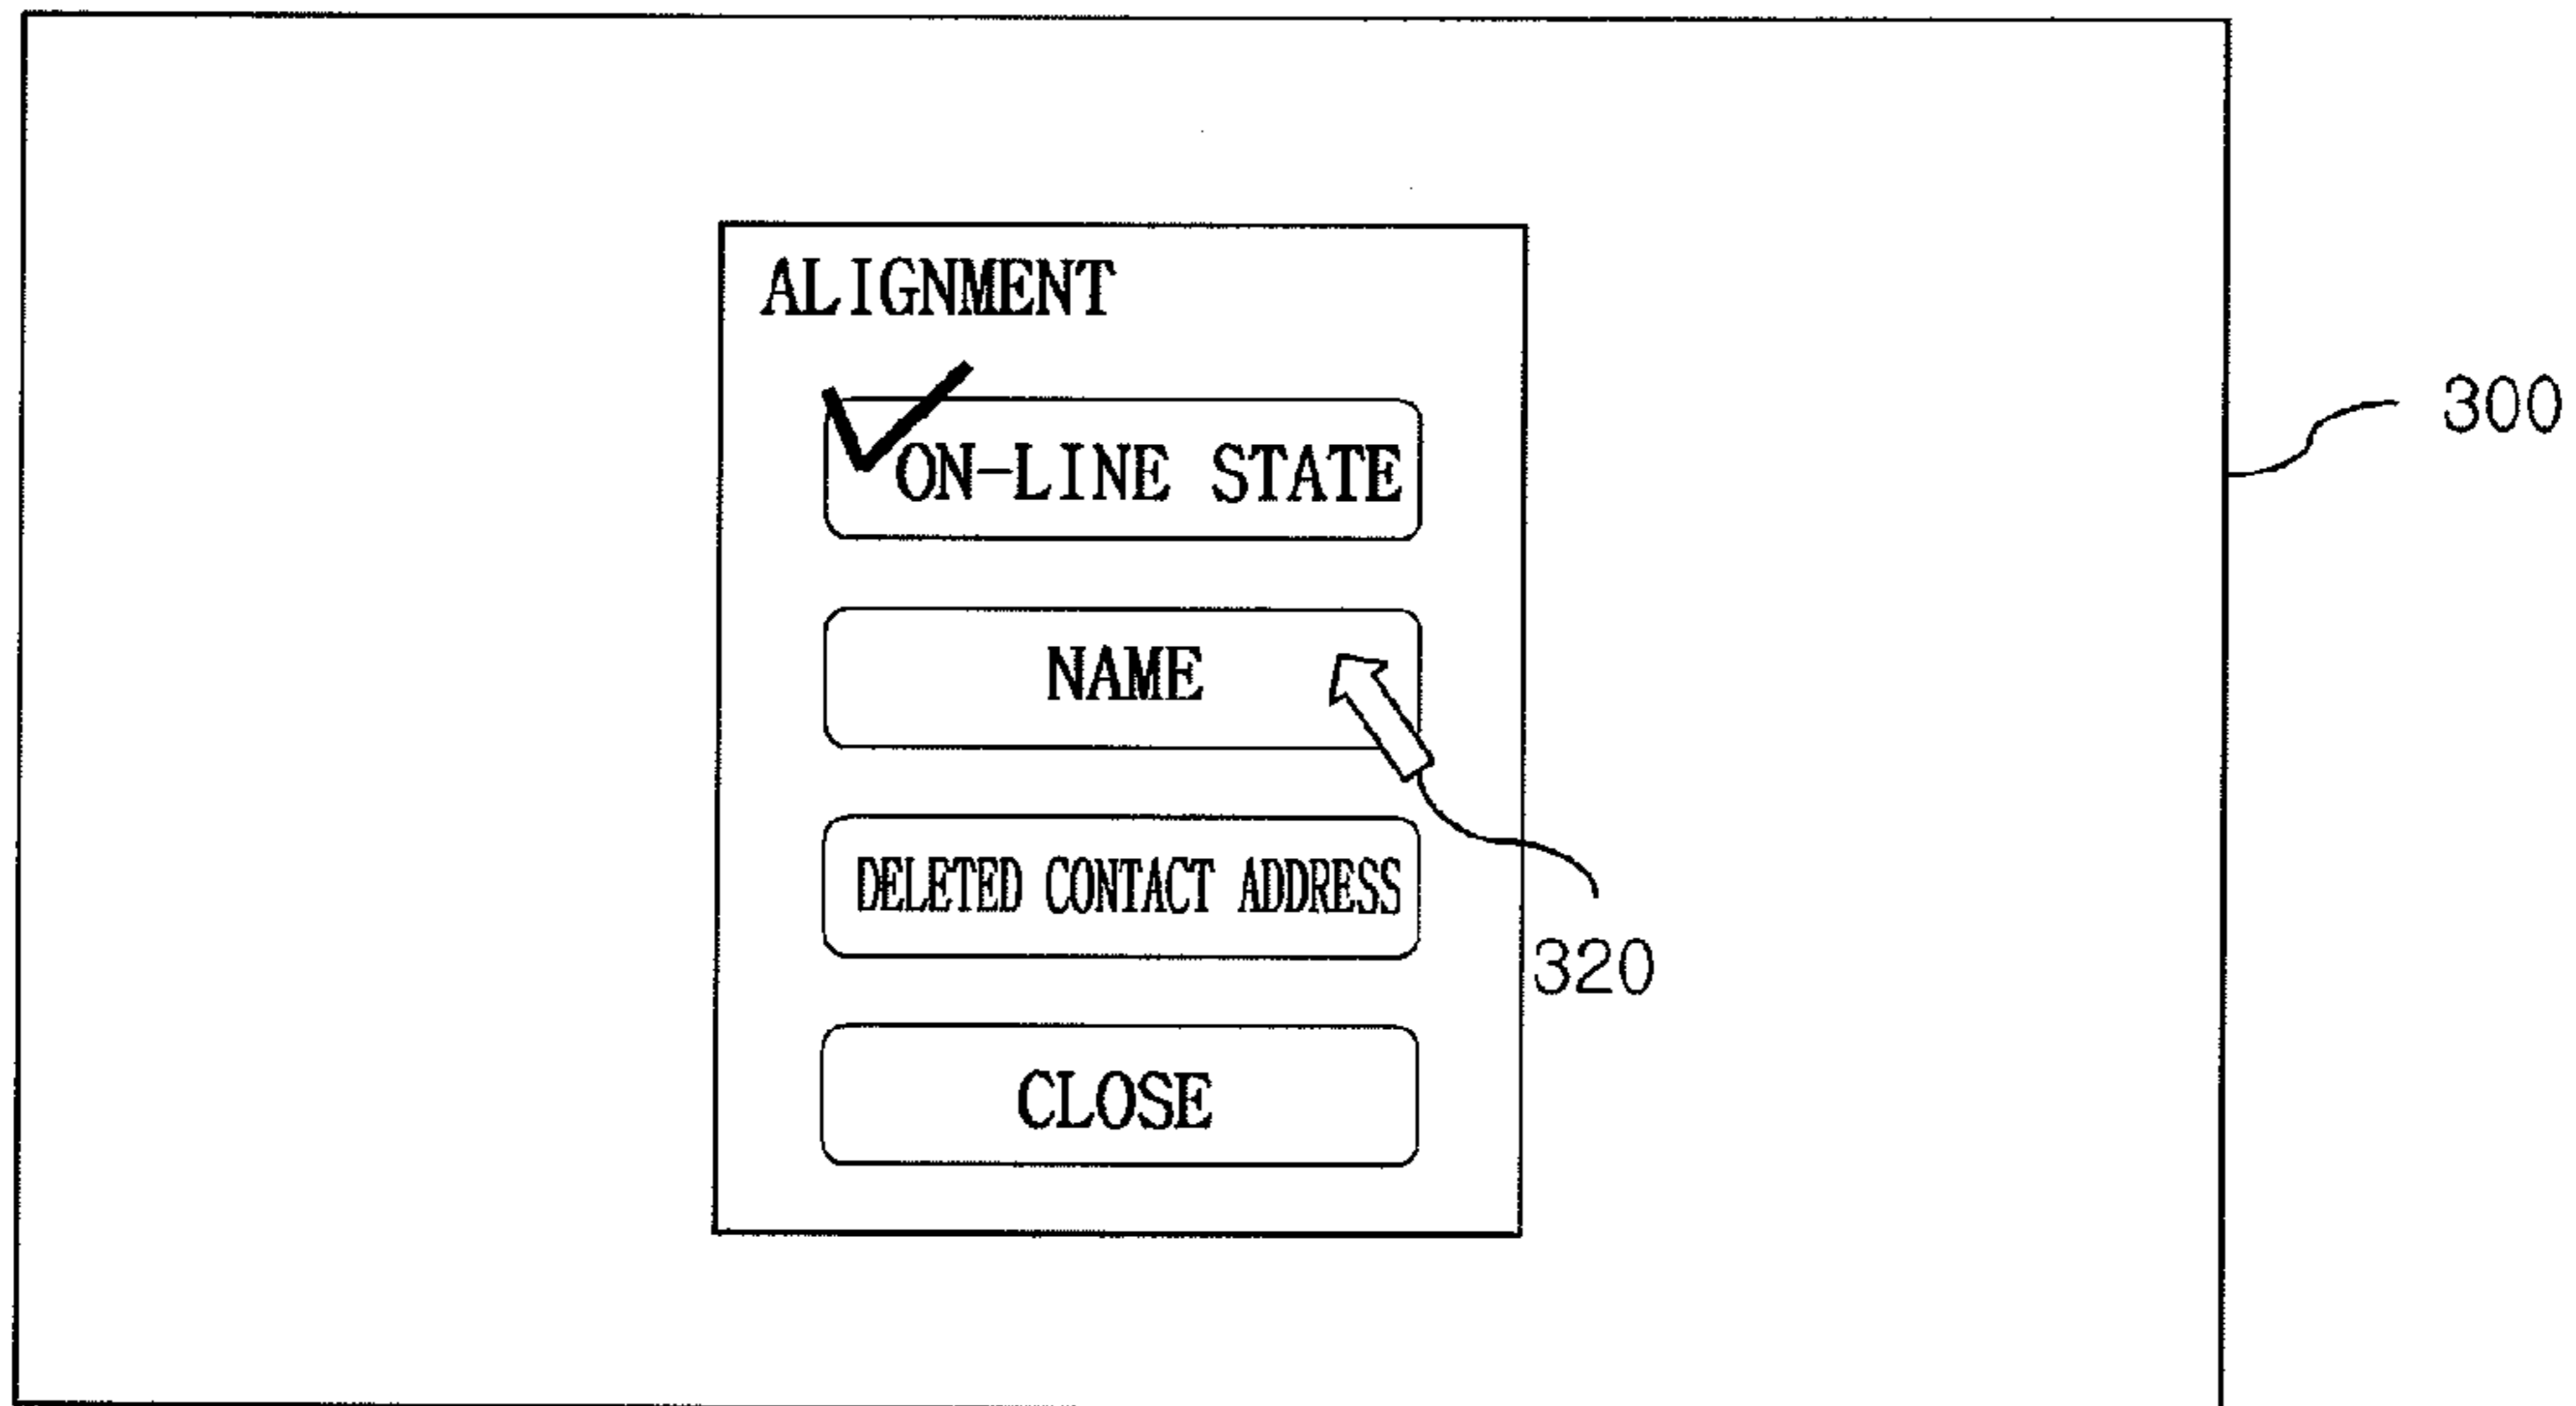 ALIGNMENT
ON-LINE STATE
300
NAME
DELETED CONTACT ADDRESS
320
CLOSE